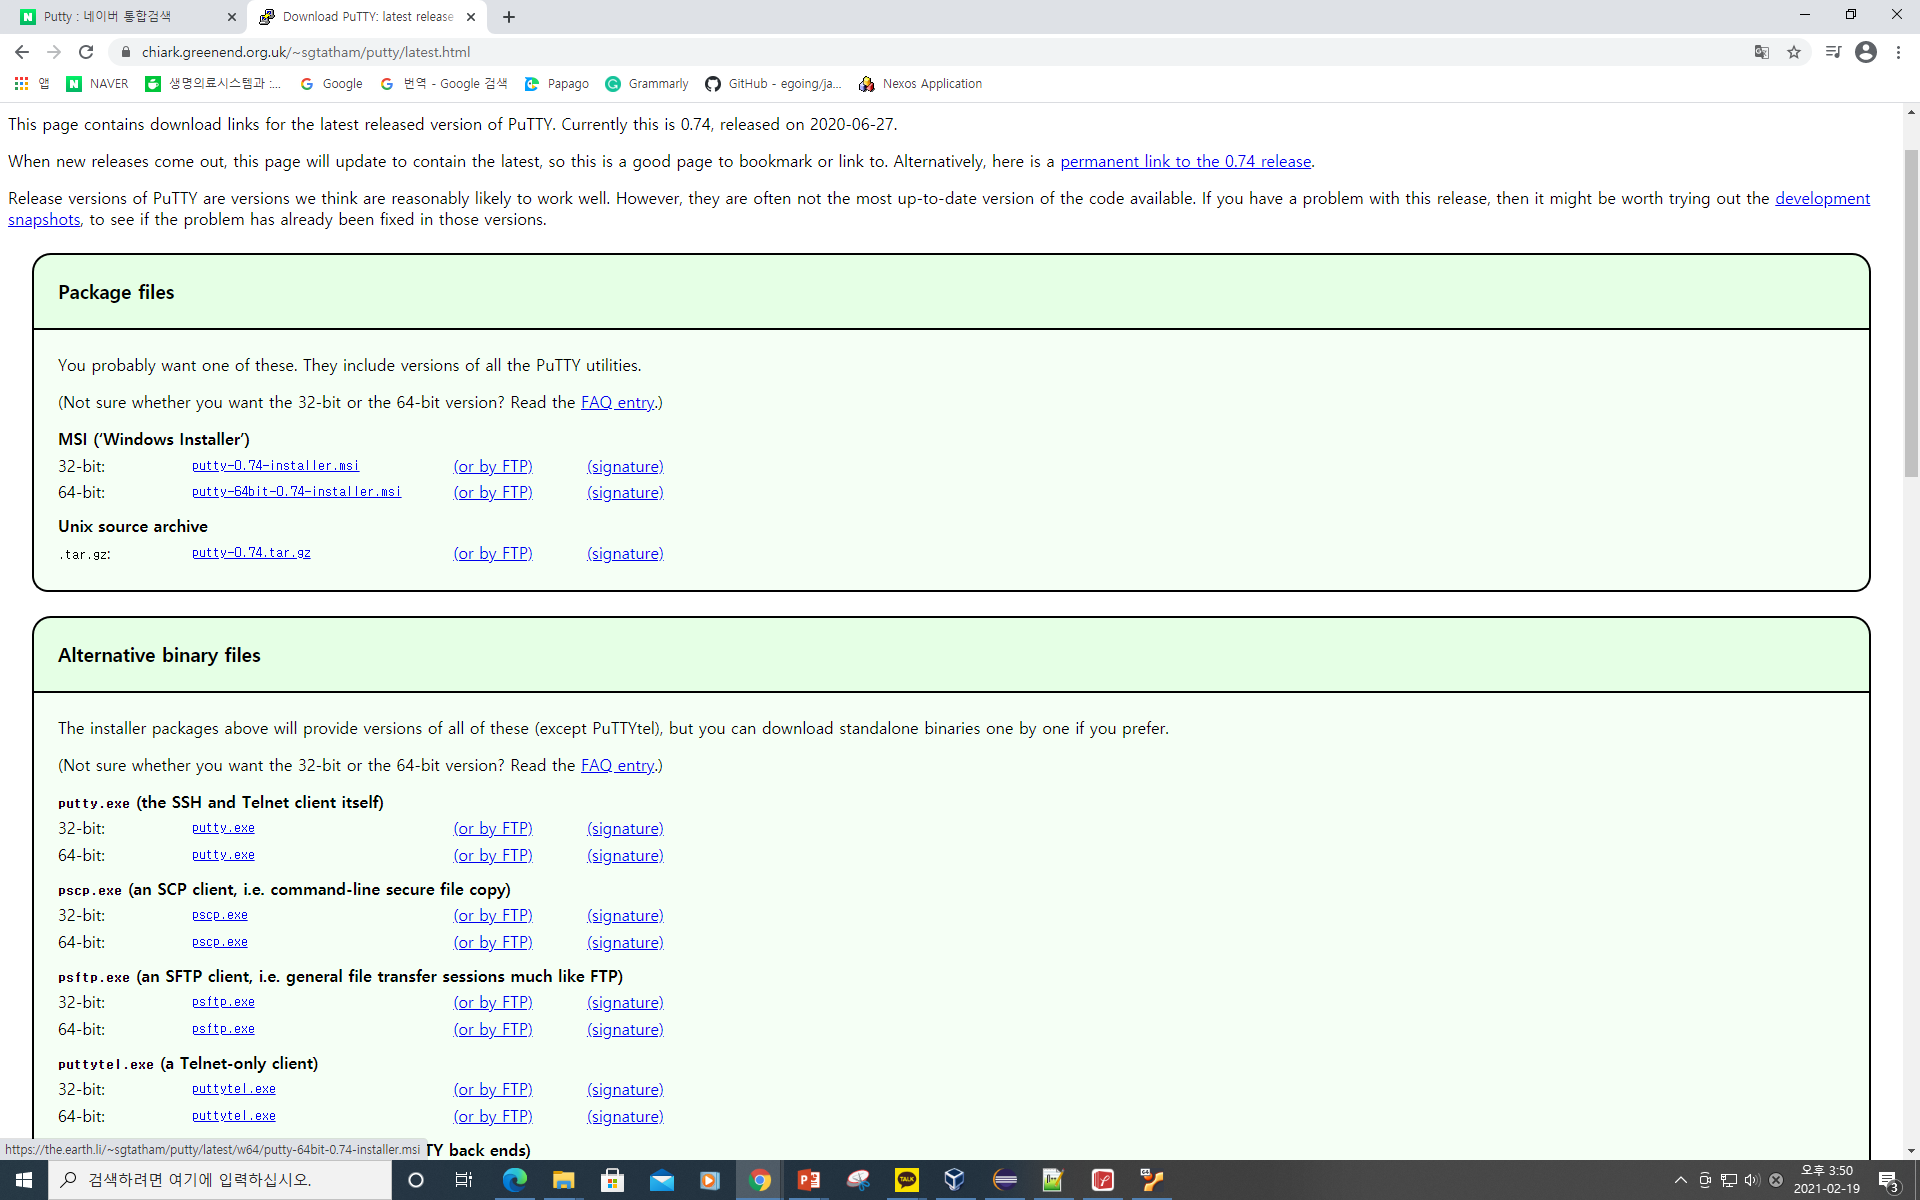 Putty : 네이버 통합검색
Download PuTTY: latest release
chiark.greenend.org.uk/~sgtatham/putty/latest.html
앱 NAVER 생명의료시스템과 :... Google 번역 - Google 검색 Papago Grammarly GitHub - egoing/ja... Nexos Application
This page contains download links for the latest released version of PuTTY. Currently this is 0.74, released on 2020-06-27.
When new releases come out, this page will update to contain the latest, so this is a good page to bookmark or link to. Alternatively, here is a permanent link to the 0.74 release.
Release versions of PuTTY are versions we think are reasonably likely to work well. However, they are often not the most up-to-date version of the code available. If you have a problem with this release, then it might be worth trying out the development
snapshots, to see if the problem has already been fixed in those versions.
Package files
You probably want one of these. They include versions of all the PuTTY utilities.
(Not sure whether you want the 32-bit or the 64-bit version? Read the FAQ entry.)
MSI (‘Windows Installer’)
32-bit: putty-0.74-installer.msi (or by FTP) (signature)
64-bit: putty-64bit-0.74-installer.msi (or by FTP) (signature)
Unix source archive
.tar.gz: putty-0.74.tar.gz (or by FTP) (signature)
Alternative binary files
The installer packages above will provide versions of all of these (except PuTTYtel), but you can download standalone binaries one by one if you prefer.
(Not sure whether you want the 32-bit or the 64-bit version? Read the FAQ entry.)
putty.exe (the SSH and Telnet client itself)
32-bit: putty.exe (or by FTP) (signature)
64-bit: putty.exe (or by FTP) (signature)
pscp.exe (an SCP client, i.e. command-line secure file copy)
32-bit: pscp.exe (or by FTP) (signature)
64-bit: pscp.exe (or by FTP) (signature)
psftp.exe (an SFTP client, i.e. general file transfer sessions much like FTP)
32-bit: psftp.exe (or by FTP) (signature)
64-bit: psftp.exe (or by FTP) (signature)
puttytel.exe (a Telnet-only client)
32-bit: puttytel.exe (or by FTP) (signature)
64-bit: puttytel.exe (or by FTP) (signature)
https://the.earth.li/~sgtatham/putty/latest/w64/putty-64bit-0.74-installer.msi TY back ends)
검색하려면 여기에 입력하십시오.
TALK
오후 3:50
2021-02-19
3